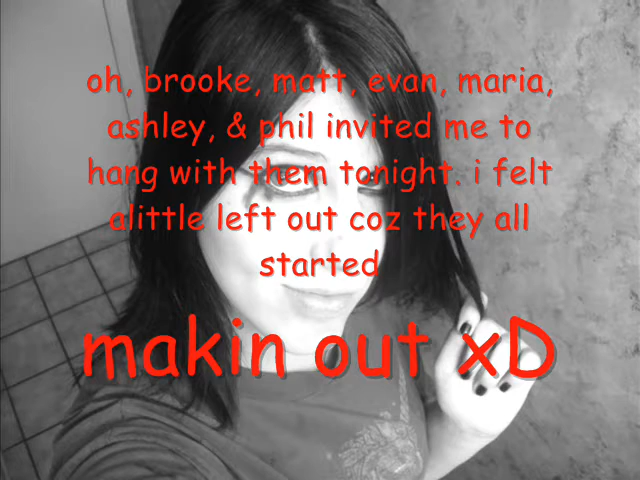 oh, brooke, matt, evan, maria,
ashley, & phil invited me to
hang with them tonight. i felt
alittle left out coz they all
started
makin out xD